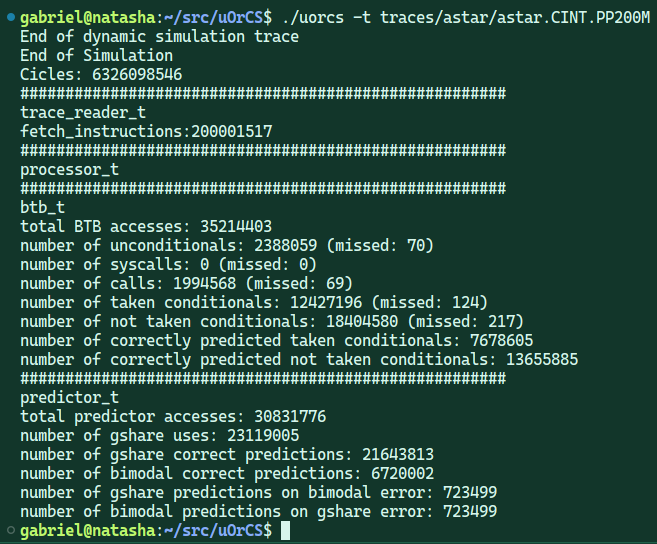 gabriel@natasha:~/src/uOrCS$ ./uorcs -t traces/astar/astar.CINT.PP200M
End of dynamic simulation trace
End of Simulation
Cicles: 6326098546
######################################################
trace_reader_t
fetch_instructions:200001517
######################################################
processor_t
######################################################
btb_t
total BTB accesses: 35214403
number of unconditionals: 2388059 (missed: 70)
number of syscalls: 0 (missed: 0)
number of calls: 1994568 (missed: 69)
number of taken conditionals: 12427196 (missed: 124)
number of not taken conditionals: 18404580 (missed: 217)
number of correctly predicted taken conditionals: 7678605
number of correctly predicted not taken conditionals: 13655885
######################################################
predictor_t
total predictor accesses: 30831776
number of gshare uses: 23119005
number of gshare correct predictions: 21643813
number of bimodal correct predictions: 6720002
number of gshare predictions on bimodal error: 723499
number of bimodal predictions on gshare error: 723499
gabriel@natasha:~/src/uOrCS$